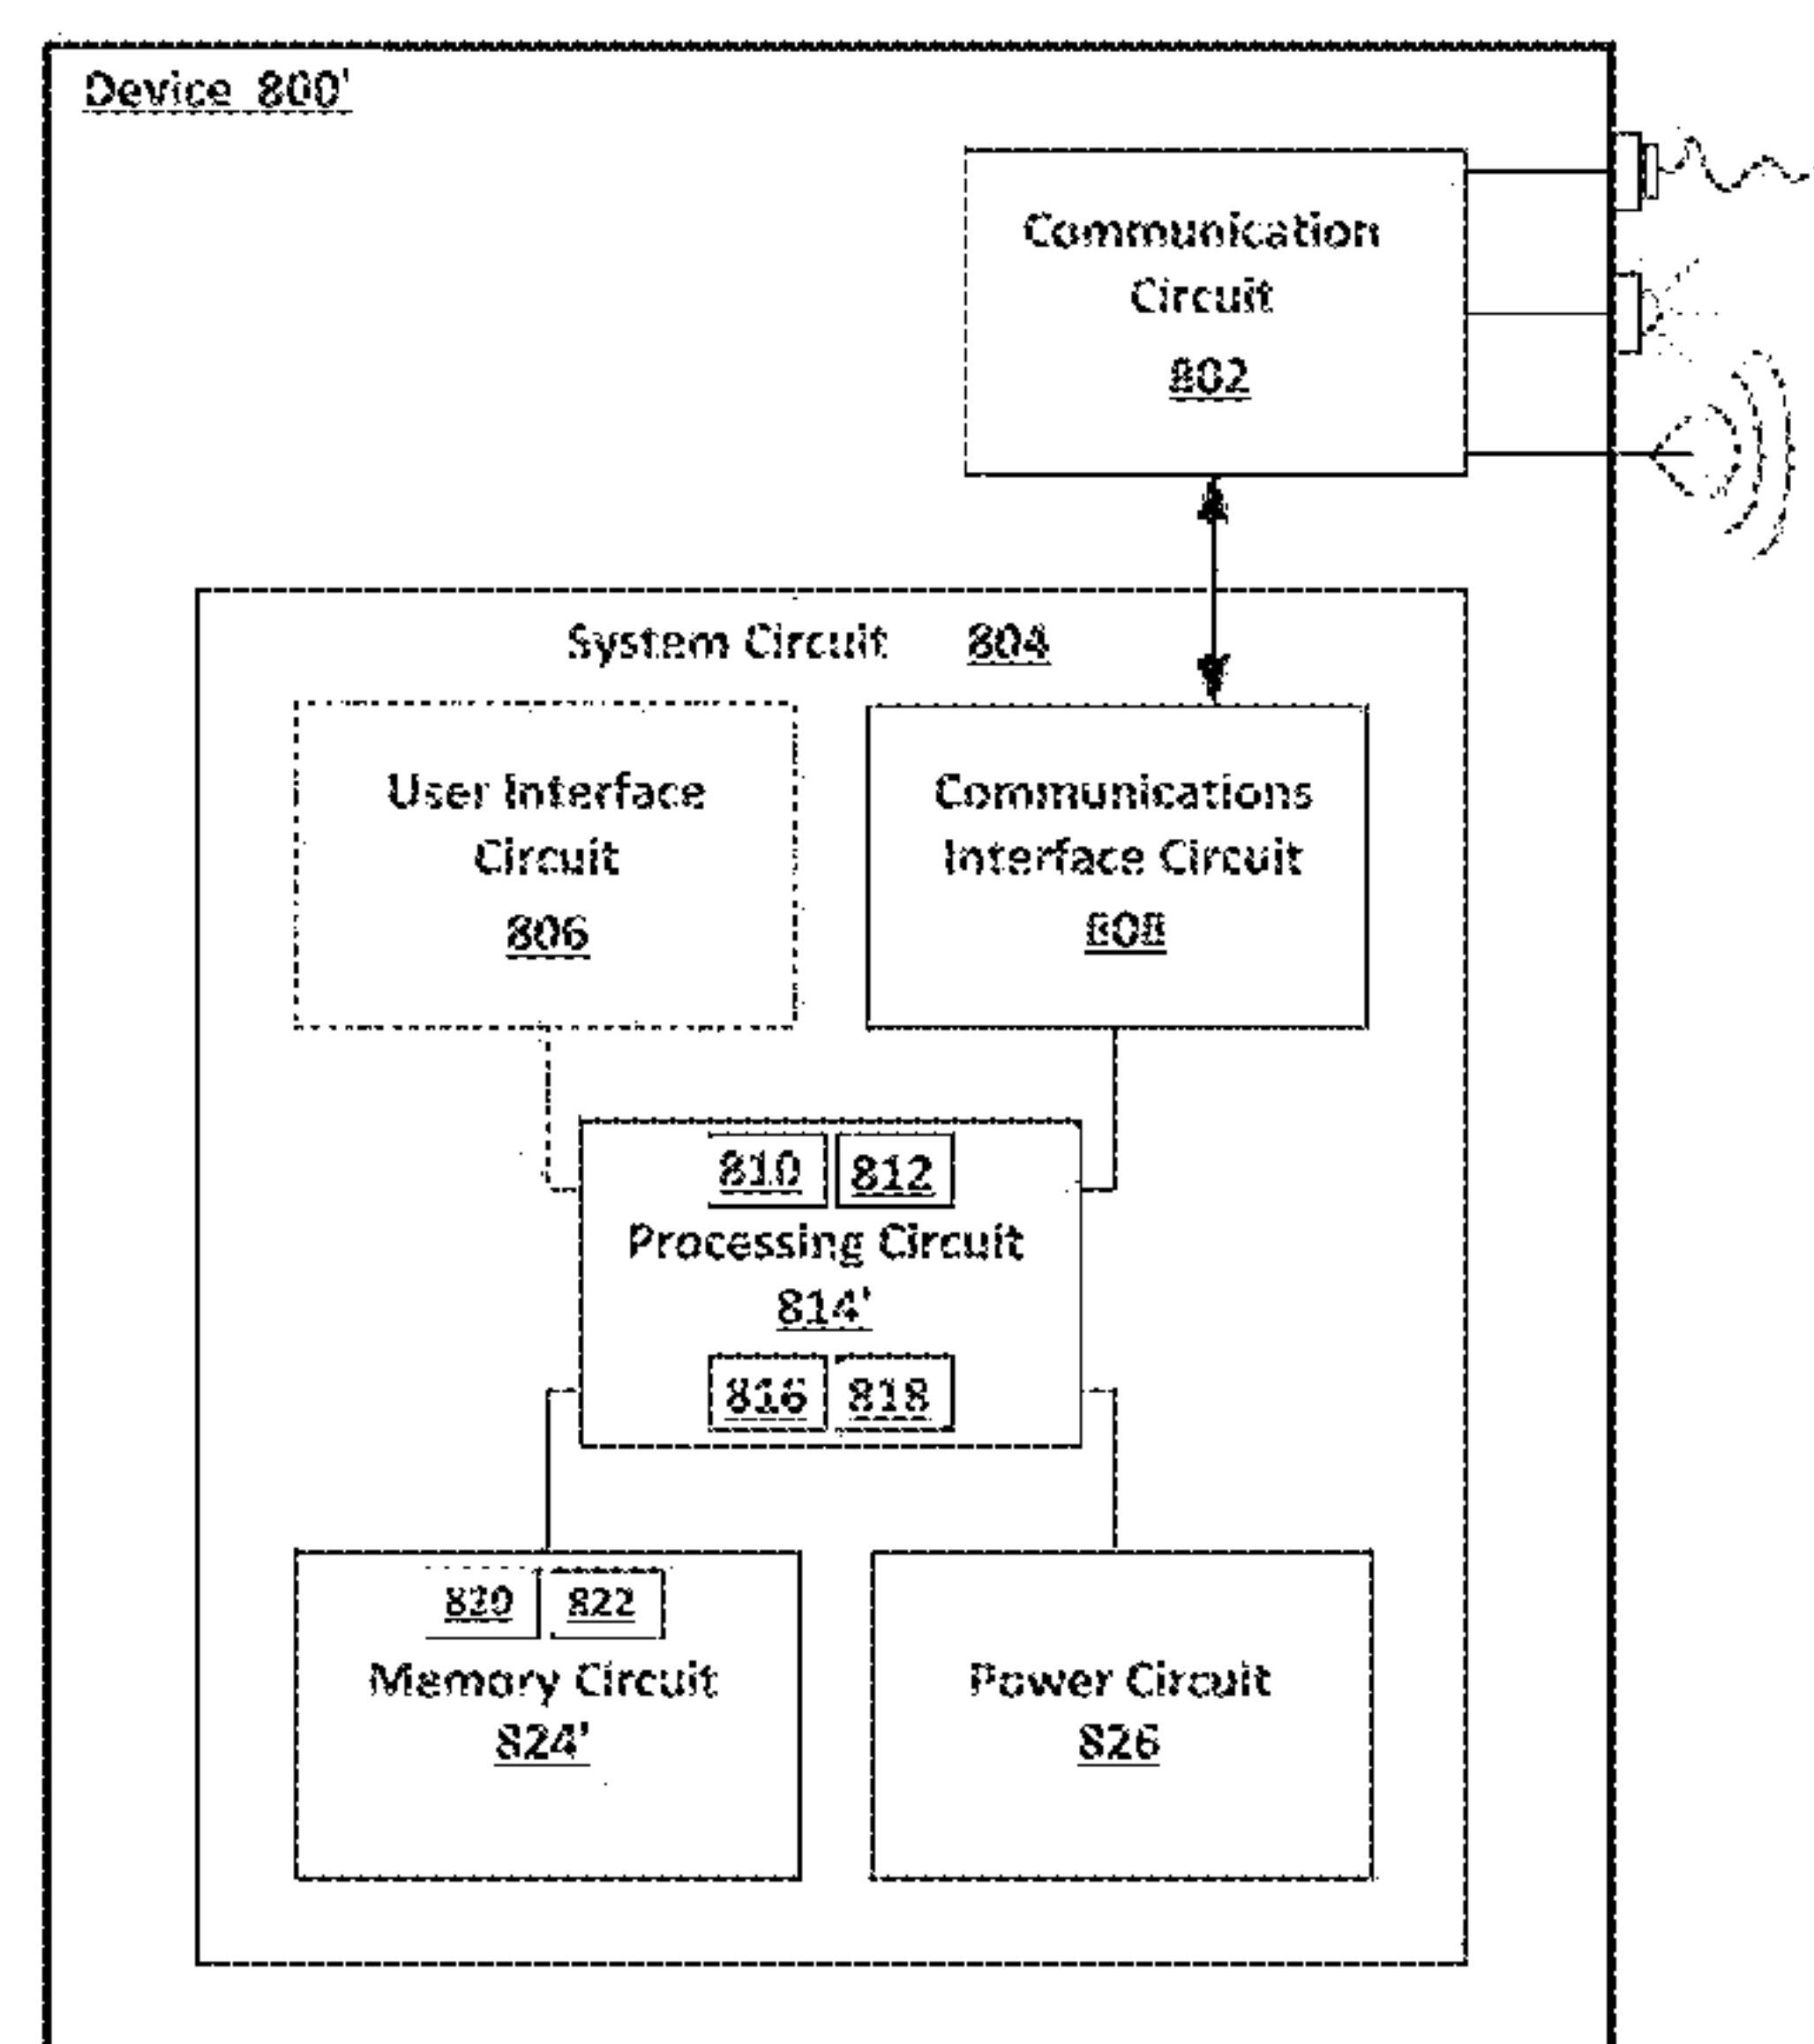 Device 800'
Communication
Circuit
802
System Circuit 804
User Interface
Circuit
806
Communications
Interface Circuit
808
810 812
Processing Circuit
814'
816 818
820 822
Memory Circuit
824'
Power Circuit
826